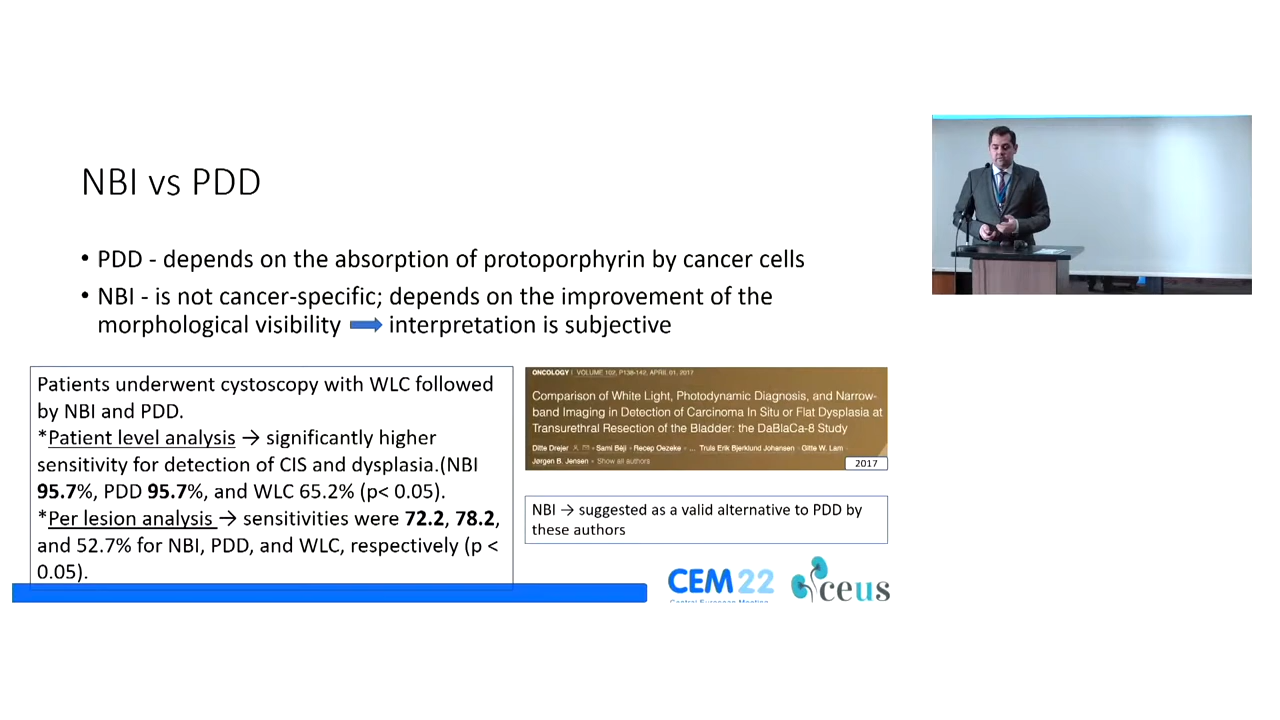 NBI vs PDD
• PDD - depends on the absorption of protoporphyrin by cancer cells
• NBI - is not cancer-specific; depends on the improvement of the
morphological visibility interpretation is subjective
Patients underwent cystoscopy with WLC followed
by NBI and PDD.
*Patient level analysis → significantly higher
sensitivity for detection of CIS and dysplasia.(NBI
95.7%, PDD 95.7%, and WLC 65.2% (p< 0.05).
*Per lesion analysis → sensitivities were 72.2, 78.2,
and 52.7% for NBI, PDD, and WLC, respectively (p <
0.05).
ONCOLOGY | VOLUME 102, P138-142, APRIL 01, 2017
Comparison of White Light, Photodynamic Diagnosis, and Narrow-
band Imaging in Detection of Carcinoma In Situ or Flat Dysplasia at
Transurethral Resection of the Bladder: the DaBlaCa-8 Study
Ditte Drejer • Sami Béji • Recep Oezeke • ... Truls Erik Bjerklund Johansen • Gitte W. Lam •
Jørgen B. Jensen • Show all authors
2017
NBI → suggested as a valid alternative to PDD by
these authors
CEM22
Central European Meeting
ceus